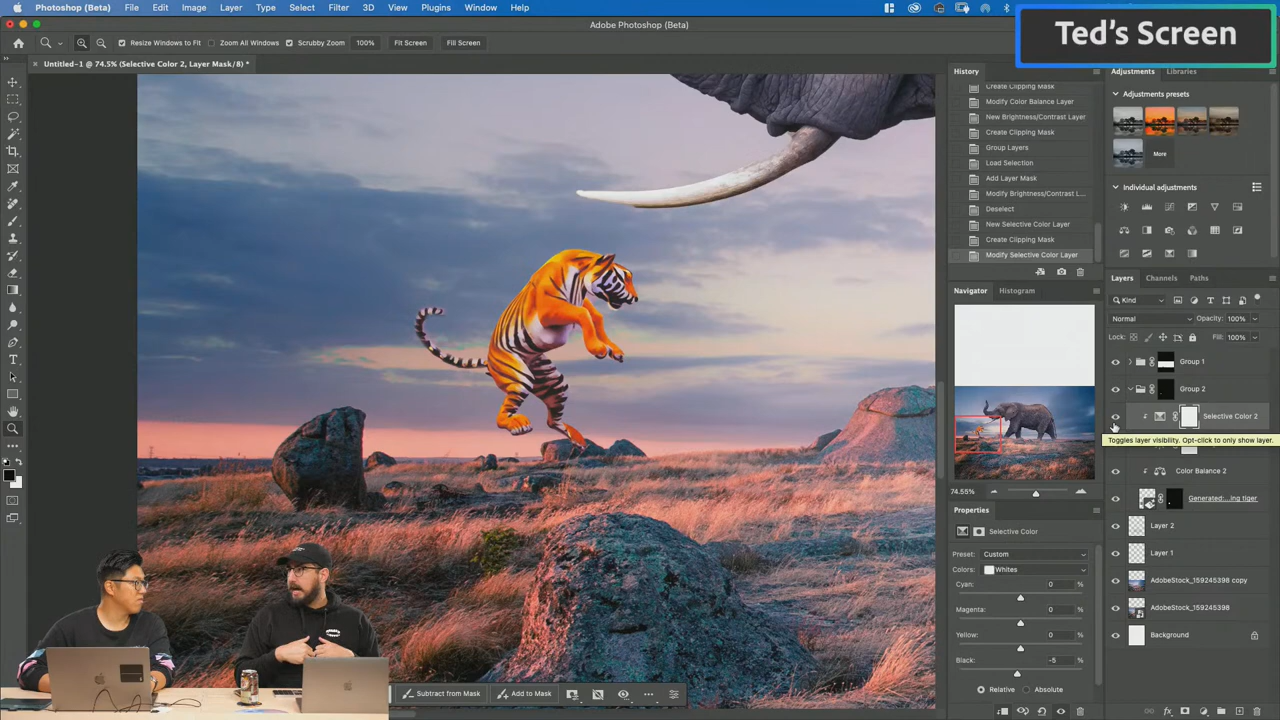 Photoshop File Edit Image Layer Type Select Filter 3D View Plugins Window Help
Ted's Screen
Adobe Photoshop (Beta)
Resize Windows to Fit Zoom All Windows Scrubby Zoom 100% Fit Screen Fill Screen
Untitled-1 @ 74.5% (Selective Color 2, Layer Mask/8) *
History
Create Clipping Mask
Modify Color Balance Layer
New Brightness/Contrast Layer
Create Clipping Mask
Group Layers
Load Selection
Add Layer Mask
Modify Brightness/Contrast L...
Deselect
New Selective Color Layer
Create Clipping Mask
Modify Selective Color Layer
Navigator Histogram
74.55%
Properties
Selective Color
Preset: Custom
Colors: Whites
Cyan: 0 %
Magenta: 0 %
Yellow: 0 %
Black: -5 %
Relative Absolute
Adjustments Libraries
Adjustments presets
More
Individual adjustments
Layers Channels Paths
Kind
Normal Opacity: 100%
Lock: Fill: 100%
Group 1
Group 2
Selective Color 2
Toggles layer visibility. Opt-click to only show layer.
Color Balance 2
Generated:...ing tiger
Layer 2
Layer 1
AdobeStock_159245398 copy
AdobeStock_159245398
Background
Subtract from Mask Add to Mask